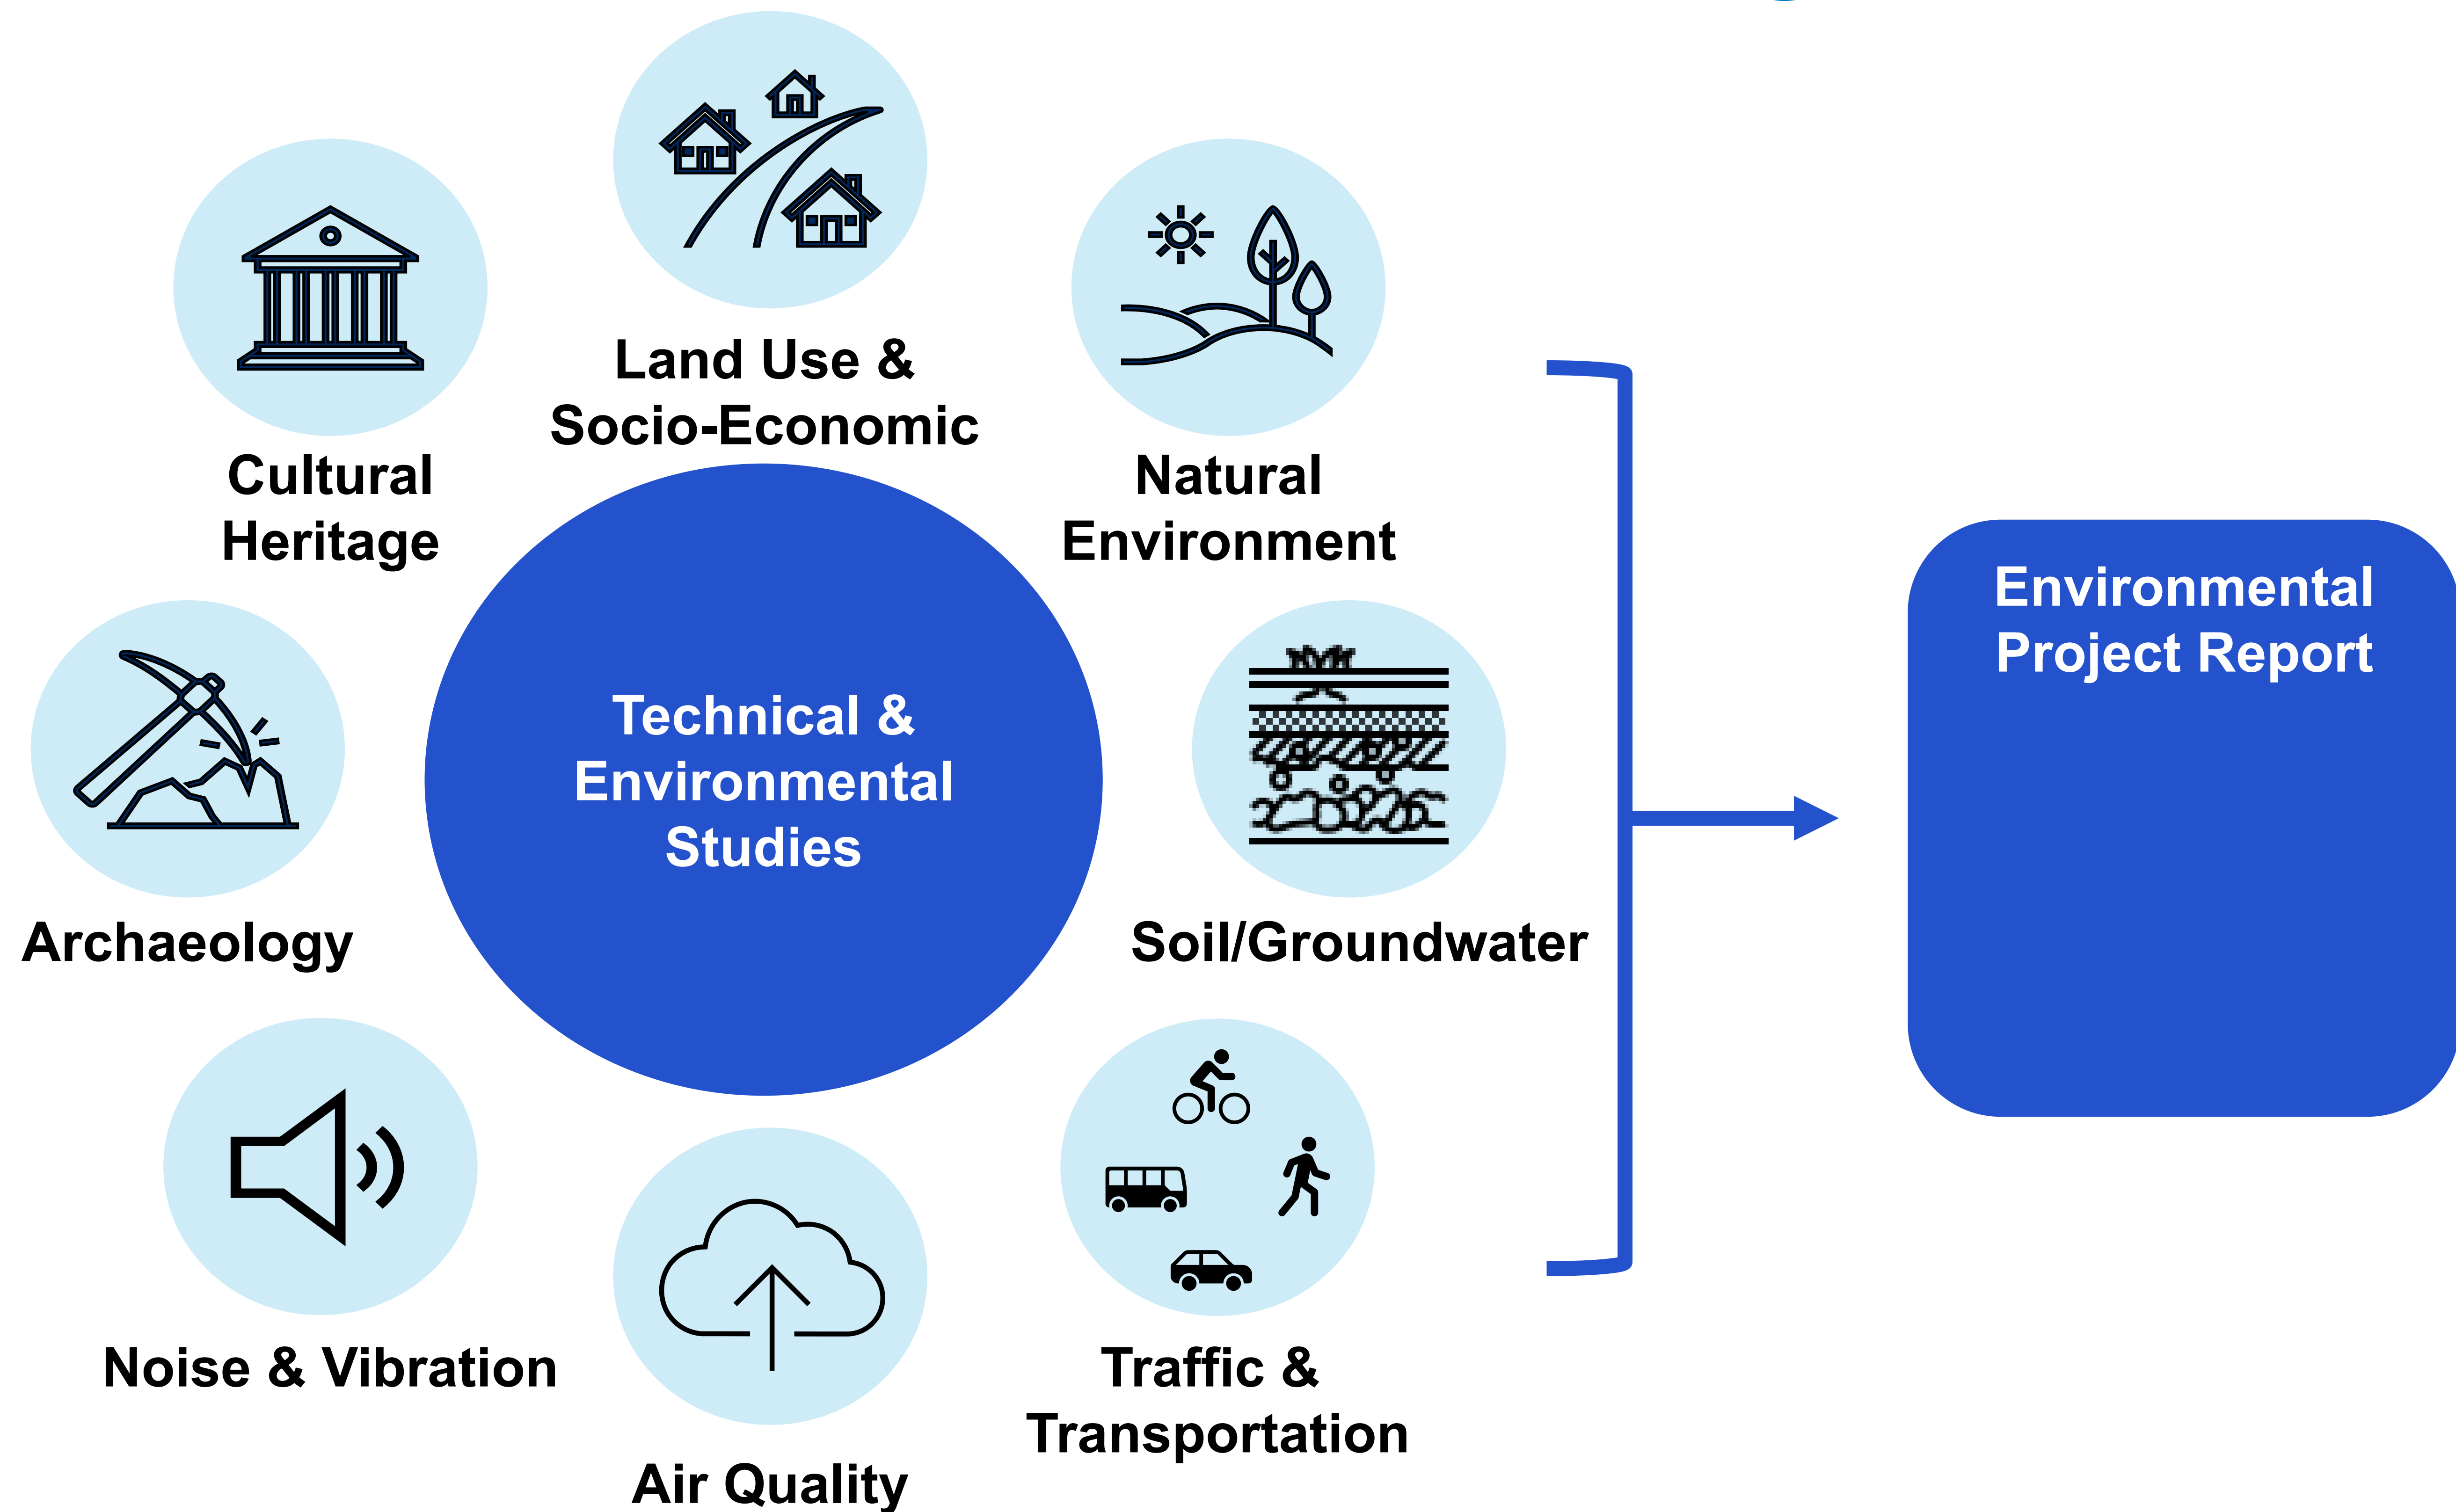 Land Use &
Socio-Economic
Cultural
Heritage
Natural
Environment
Environmental
Project Report
Technical &
Environmental
Studies
Archaeology
Soil/Groundwater
Noise & Vibration
Traffic &
Transportation
Air Quality